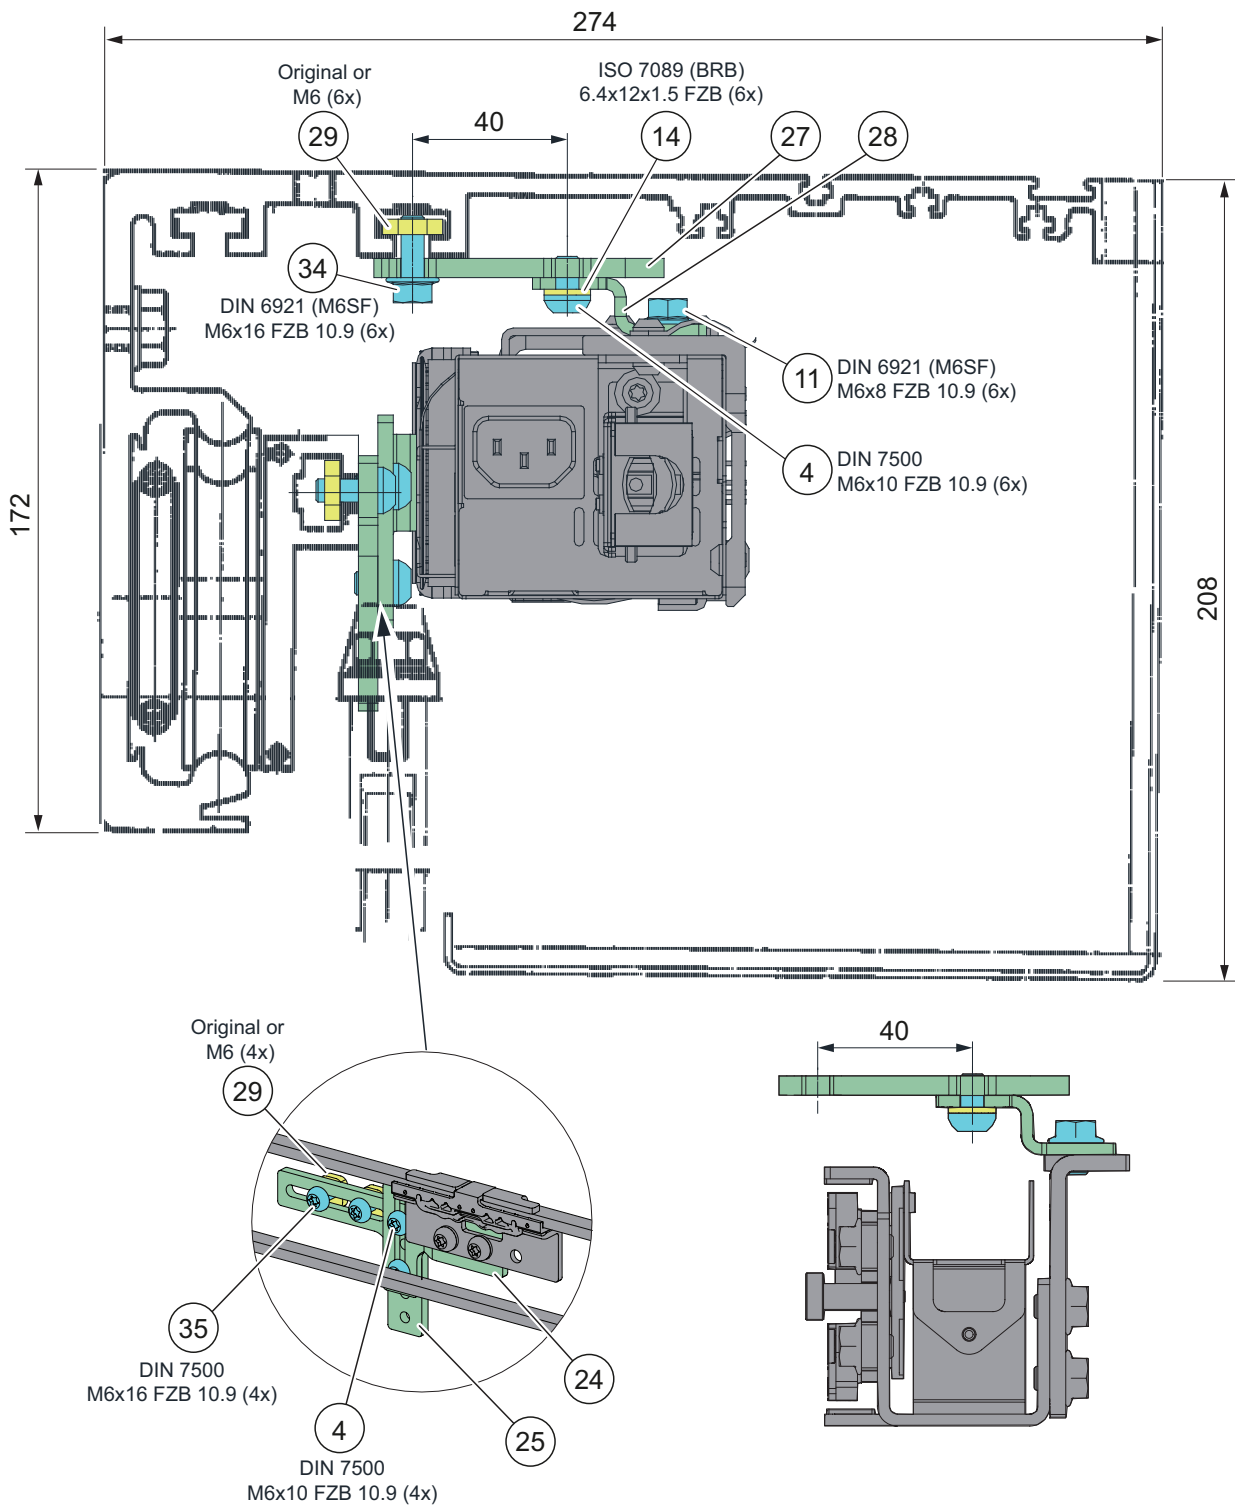 274
Original or
M6 (6x)
ISO 7089 (BRB)
6.4x12x1.5 FZB (6x)
29
40
14
27
28
34
DIN 6921 (M6SF)
M6x16 FZB 10.9 (6x)
11
DIN 6921 (M6SF)
M6x8 FZB 10.9 (6x)
4
DIN 7500
M6x10 FZB 10.9 (6x)
172
208
Original or
M6 (4x)
29
40
35
DIN 7500
M6x16 FZB 10.9 (4x)
24
4
25
DIN 7500
M6x10 FZB 10.9 (4x)